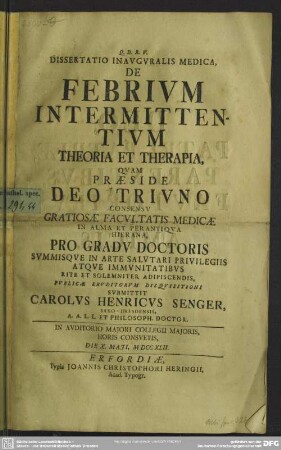 Q. D. B. V.
DISSERTATIO INAVGVRALIS MEDICA,
DE
FEBRIVM
INTERMITTEN-
TIVM
THEORIA ET THERAPIA,
QVAM
PRÆSIDE
DEO TRIVNO
CONSENSV
GRATIOSÆ FACVLTATIS MEDICÆ
IN ALMA ET PERANTIQVA
HIERANA,
PRO GRADV DOCTORIS
SVMMISQVE IN ARTE SALVTARI PRIVILEGIIS
ATQVE IMMVNITATIBVS
RITE ET SOLEMNITER ADIPISCENDIS,
PVBLICÆ ERVDITORVM DISQVISITIONI
SVBMITTIT
CAROLVS HENRICVS SENGER,
A. A. L. L. ET PHILOSOPH. DOCTOR.
IN AVDITORIO MAJORI COLLEGII MAJORIS,
HORIS CONSVETIS,
DIE X. MAII, MDCCXLII.
ERFORDIÆ,
Typis JOANNIS CHRISTOPHORI HERINGII,
Acad. Typogr.